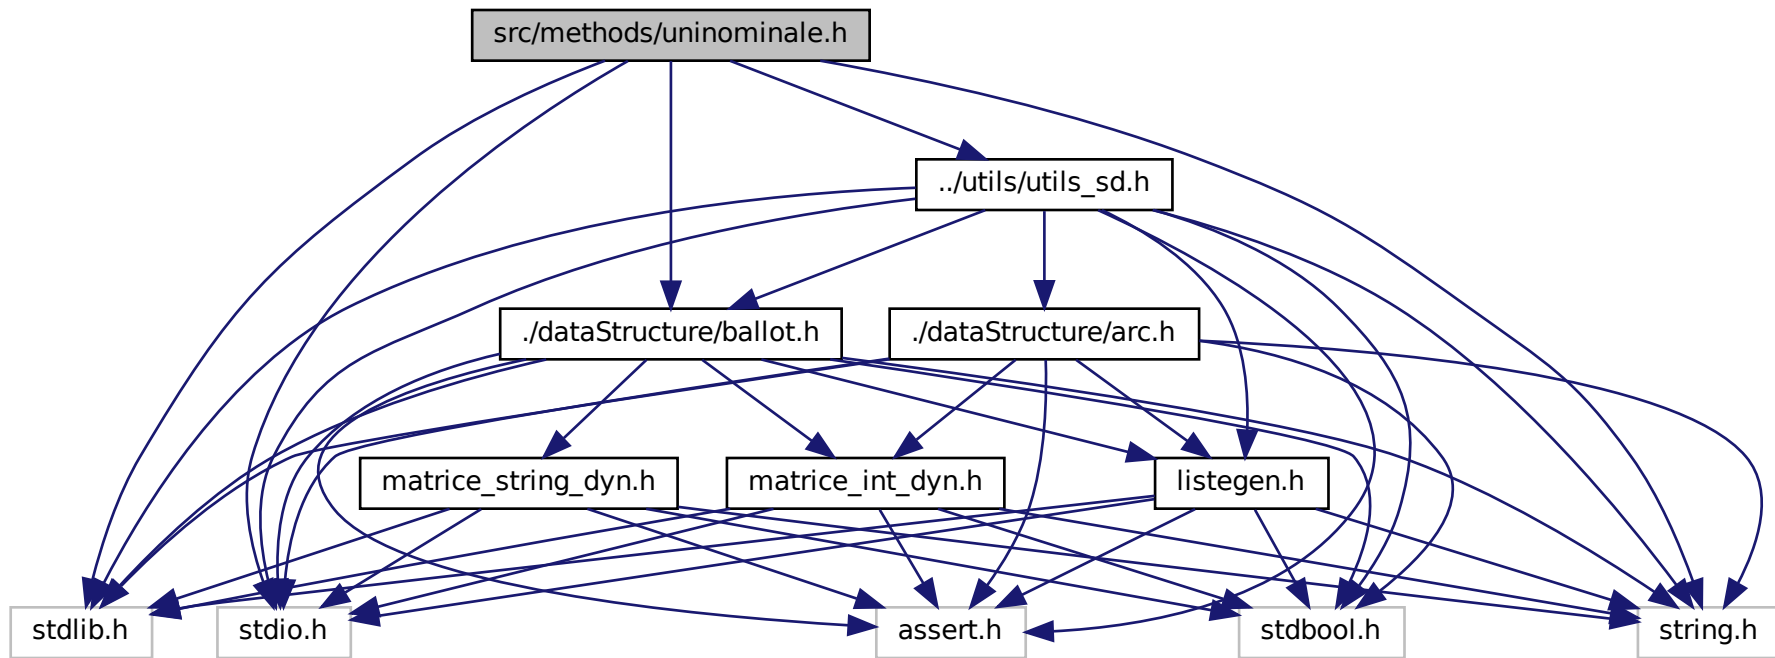 src/methods/uninominale.h
../utils/utils_sd.h
./dataStructure/ballot.h
./dataStructure/arc.h
matrice_string_dyn.h
matrice_int_dyn.h
listegen.h
stdlib.h
stdio.h
assert.h
stdbool.h
string.h